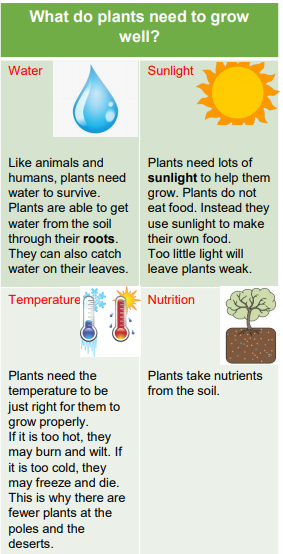 What do plants need to grow
well?
Water
Like animals and
humans, plants need
water to survive.
Plants are able to get
water from the soil
through their roots.
They can also catch
water on their leaves.
Sunlight
Plants need lots of
sunlight to help them
grow. Plants do not
eat food. Instead they
use sunlight to make
their own food.
Too little light will
leave plants weak.
Temperature
Plants need the
temperature to be
just right for them to
grow properly.
If it is too hot, they
may burn and wilt. If
it is too cold, they
may freeze and die.
This is why there are
fewer plants at the
poles and the
deserts.
Nutrition
Plants take nutrients
from the soil.